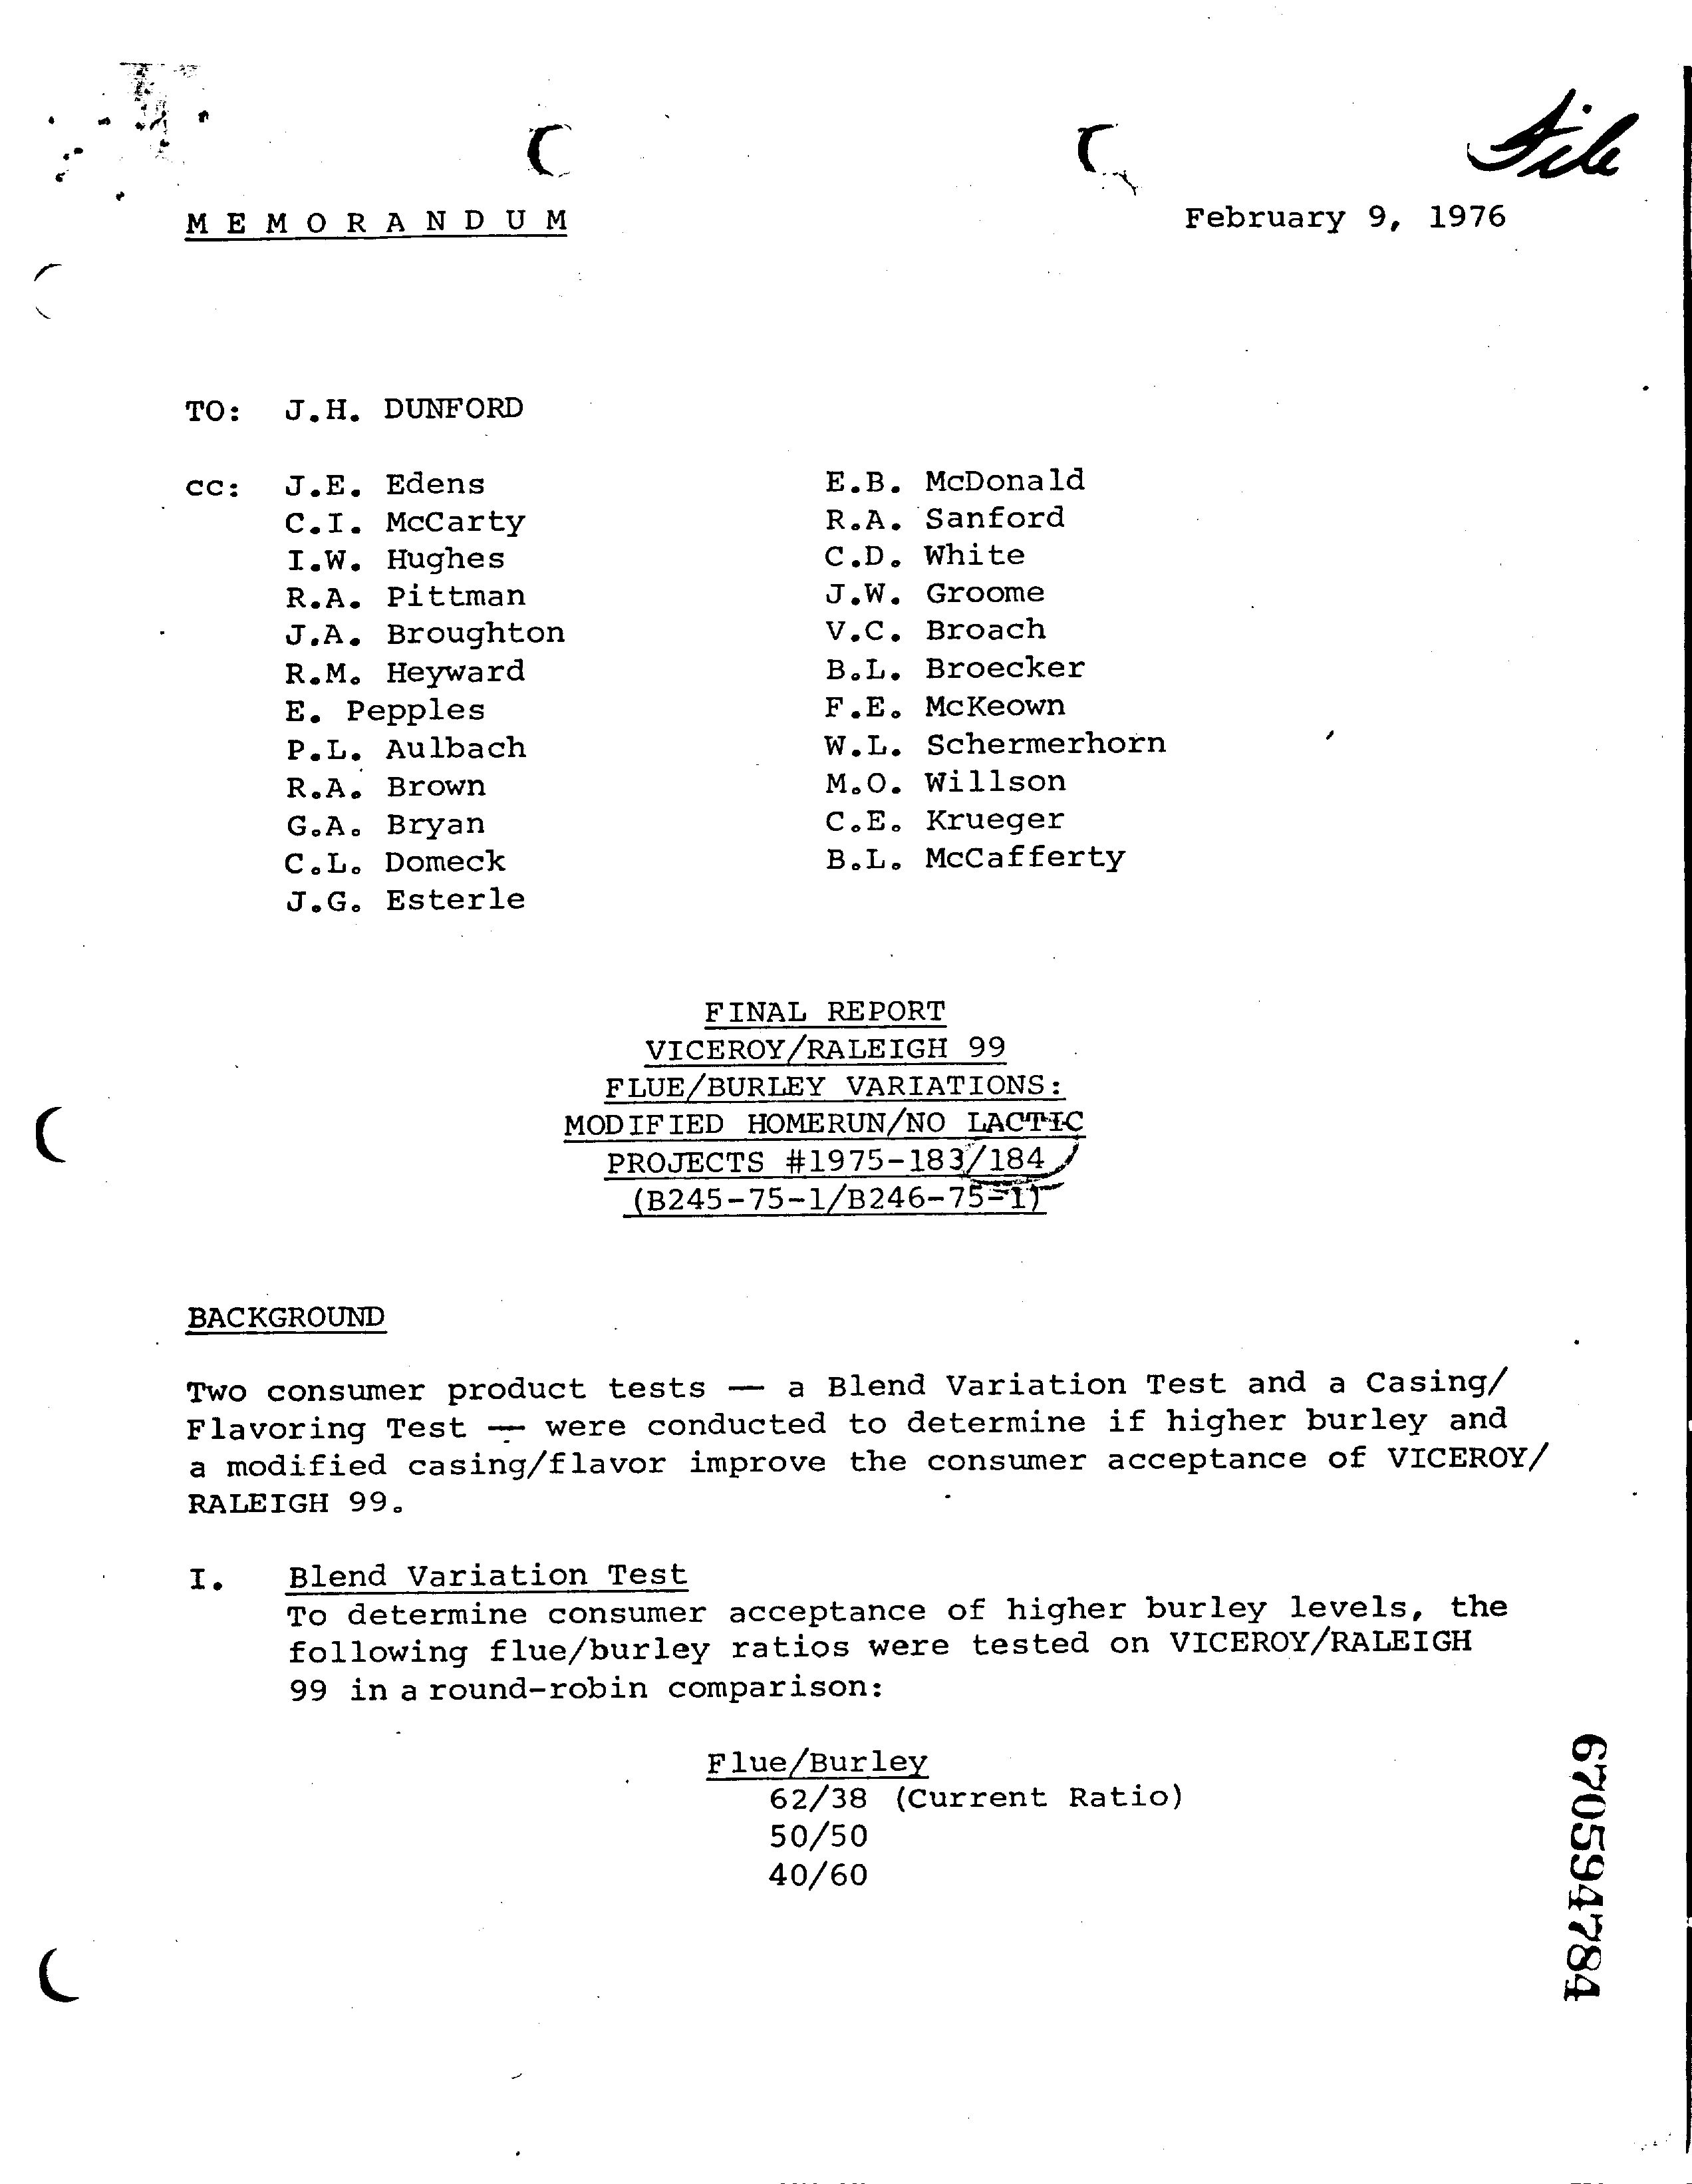 File
M E M O R A N D U M
February 9, 1976
TO: J.H. DUNFORD
cc: J.E. Edens
C.I. McCarty
I.W. Hughes
R.A. Pittman
J.A. Broughton
R.M. Heyward
E. Pepples
P.L. Aulbach
R.A. Brown
G.A. Bryan
C.L. Domeck
J.G. Esterle
E.B. McDonald
R.A. Sanford
C.D. White
J.W. Groome
V.C. Broach
B.L. Broecker
F.E. McKeown
W.L. Schermerhorn
M.O. Willson
C.E. Krueger
B.L. McCafferty
FINAL REPORT
VICEROY/RALEIGH 99
FLUE/BURLEY VARIATIONS:
MODIFIED HOMERUN/NO LACTIC
PROJECTS #1975-183/184
(B245-75-1/B246-75-1)
BACKGROUND
Two consumer product tests — a Blend Variation Test and a Casing/
Flavoring Test — were conducted to determine if higher burley and
a modified casing/flavor improve the consumer acceptance of VICEROY/
RALEIGH 99.
I. Blend Variation Test
To determine consumer acceptance of higher burley levels, the
following flue/burley ratios were tested on VICEROY/RALEIGH
99 in a round-robin comparison:
Flue/Burley
62/38 (Current Ratio)
50/50
40/60
670594784